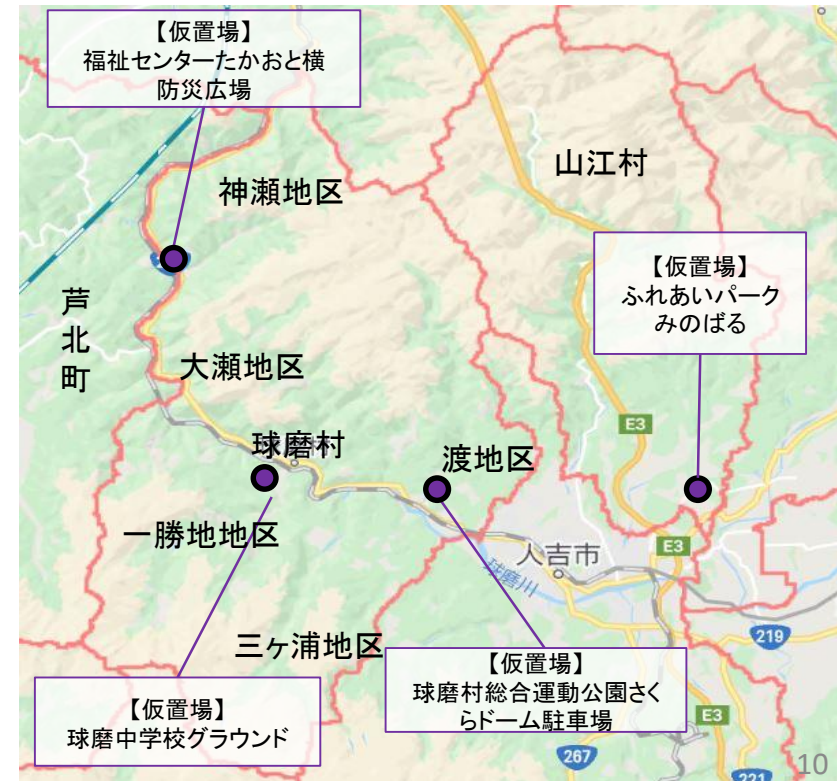 【仮置場】
福祉センターたかおと横
防災広場
山江村
神瀬地区
【仮置場】
ふれあいパーク
みのばる
芦北町
大瀬地区
E3
球磨村
渡地区
一勝地地区
E3
人吉市
球磨川
219
三ヶ浦地区
【仮置場】
球磨村総合運動公園さく
らドーム駐車場
【仮置場】
球磨中学校グラウンド
E3
267
221
10